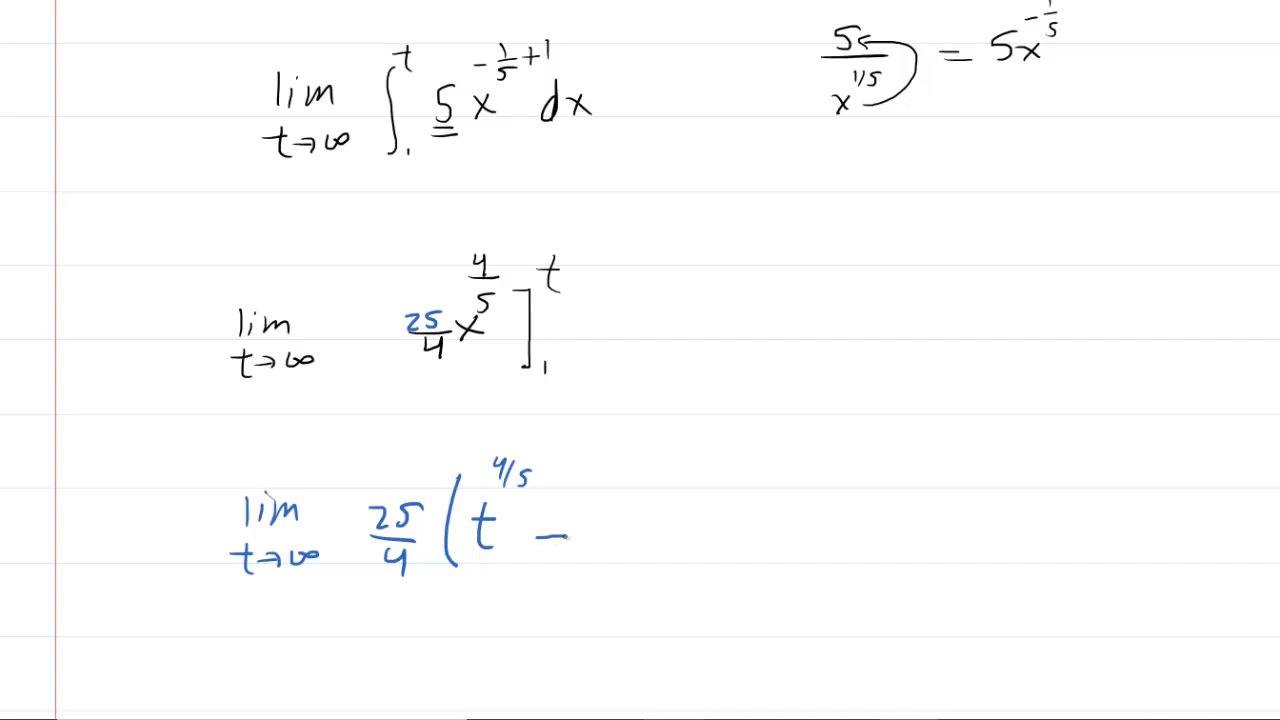 lim t→∞ ∫₁ᵗ 5x^(-1/5+1) dx
5/x^(1/5) = 5x^(-1/5)
lim t→∞ 25/4 x^(4/5) ]₁ᵗ
lim t→∞ 25/4 ( t^(4/5) −